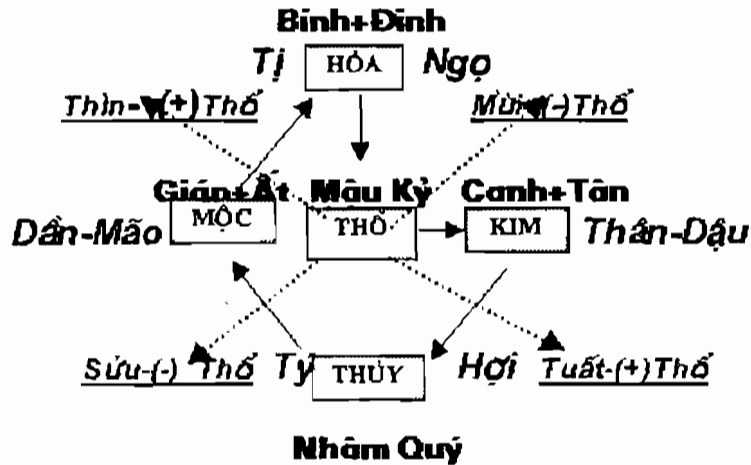 Bính+Đinh
Tị HỎA Ngọ
Thìn-(+)Thổ Mùi-(-)Thổ
Giáp+Ất Mậu Kỷ Canh+Tân
Dần-Mão MỘC THỔ KIM Thân-Dậu
Sửu-(-) Thổ Tý THỦY Hợi Tuất-(+)Thổ
Nhâm Quý